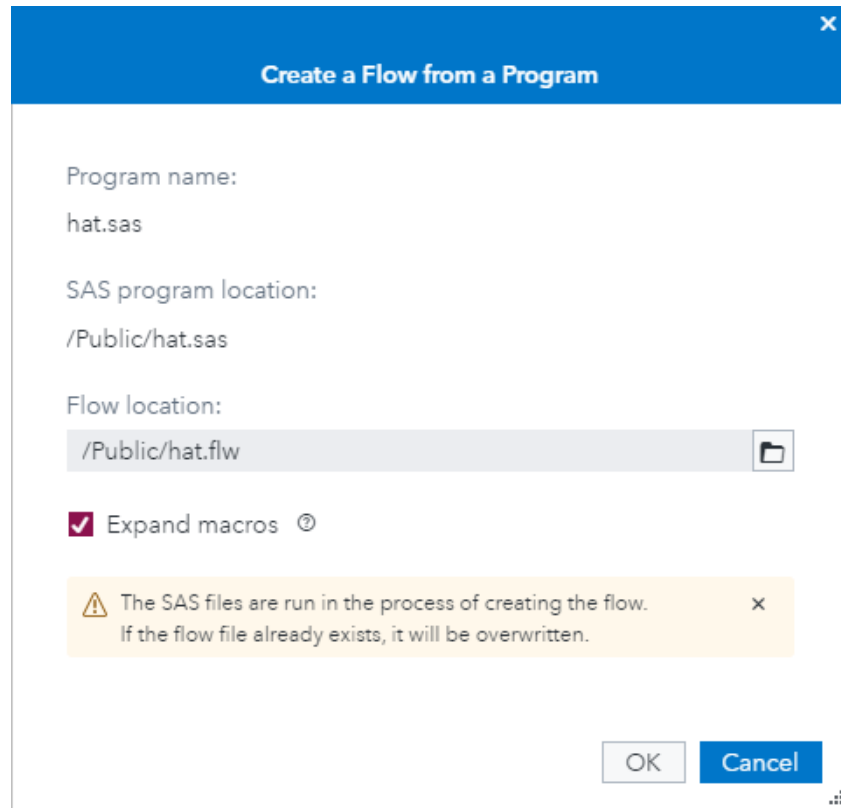 Create a Flow from a Program
Program name:
hat.sas
SAS program location:
/Public/hat.sas
Flow location:
/Public/hat.flw
Expand macros
The SAS files are run in the process of creating the flow.
If the flow file already exists, it will be overwritten.
OK
Cancel